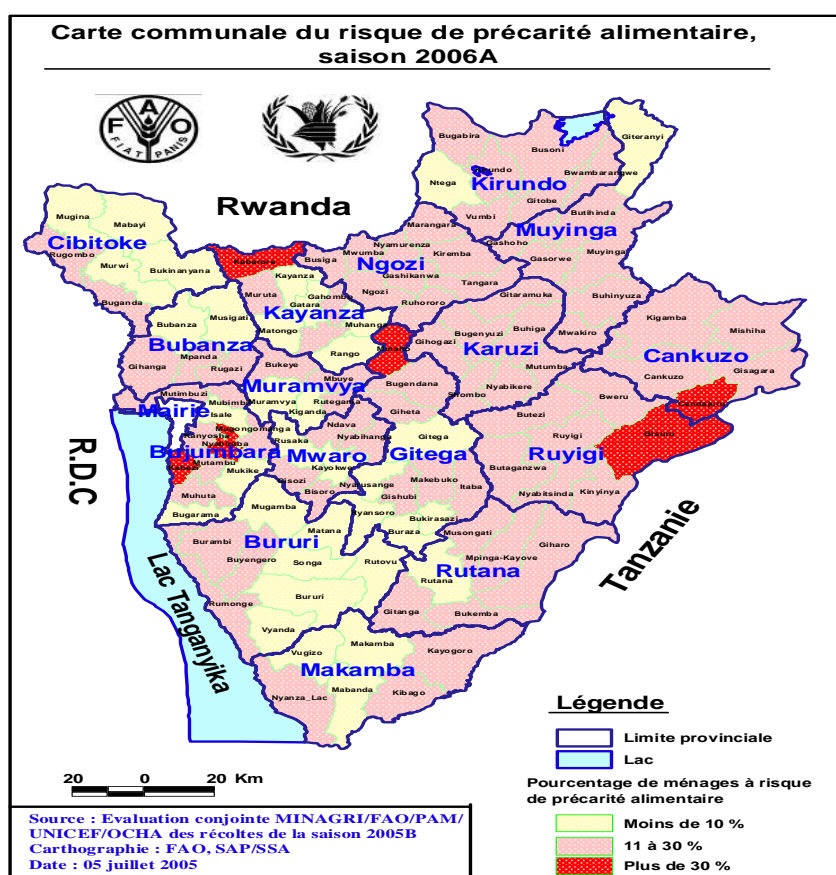 Carte communale du risque de précarité alimentaire,
saison 2006A
F A O
FIAT PANIS
Rwanda
R.D.C
Tanzanie
Lac Tanganyika
Kirundo
Bugabira
Busoni
Giteranyi
Bwambarangwe
Ntega
Gitobe
Vumbi
Muyinga
Butihinda
Gashoho
Gasorwe
Muyinga
Buhinyuza
Mwakiro
Cibitoke
Mugina
Mabayi
Rugombo
Murwi
Bukinanyana
Buganda
Ngozi
Marangara
Nyamurenza
Mwumba
Busiga
Kiremba
Gashikanwa
Tangara
Ngozi
Ruhororo
Kayanza
Kabarore
Kayanza
Muruta
Gahombo
Gatara
Matongo
Muhanga
Rango
Bubanza
Bubanza
Musigati
Mpanda
Gihanga
Rugazi
Karuzi
Gitaramuka
Bugenyuzi
Buhiga
Gihogazi
Mutumba
Nyabikere
Shombo
Cankuzo
Kigamba
Mishiha
Cankuzo
Gisagara
Muramvya
Bukeye
Mbuye
Muramvya
Rutegama
Kiganda
Mairie
Bujumbura
Mutimbuzi
Mubimbi
Isale
Kanyosha
Mutambu
Mukike
Muhuta
Bugarama
Mwaro
Ndava
Rusaka
Nyabihanga
Kayokwe
Gisozi
Bisoro
Nyarusange
Gitega
Bugendana
Giheta
Gitega
Makebuko
Itaba
Gishubi
Ryansoro
Bukirasazi
Buraza
Ruyigi
Bweru
Butezi
Ruyigi
Butaganzwa
Nyabitsinda
Kinyinya
Bururi
Mugamba
Matana
Burambi
Buyengero
Songa
Rutovu
Rumonge
Bururi
Vyanda
Rutana
Musongati
Giharo
Mpinga-Kayove
Rutana
Gitanga
Bukemba
Makamba
Makamba
Vugizo
Kayogoro
Mabanda
Kibago
Nyanza_Lac
20 0 20 Km
Légende
Limite provinciale
Lac
Pourcentage de ménages à risque
de précarité alimentaire
Moins de 10 %
11 à 30 %
Plus de 30 %
Source : Evaluation conjointe MINAGRI/FAO/PAM/
UNICEF/OCHA des récoltes de la saison 2005B
Carthographie : FAO, SAP/SSA
Date : 05 juillet 2005